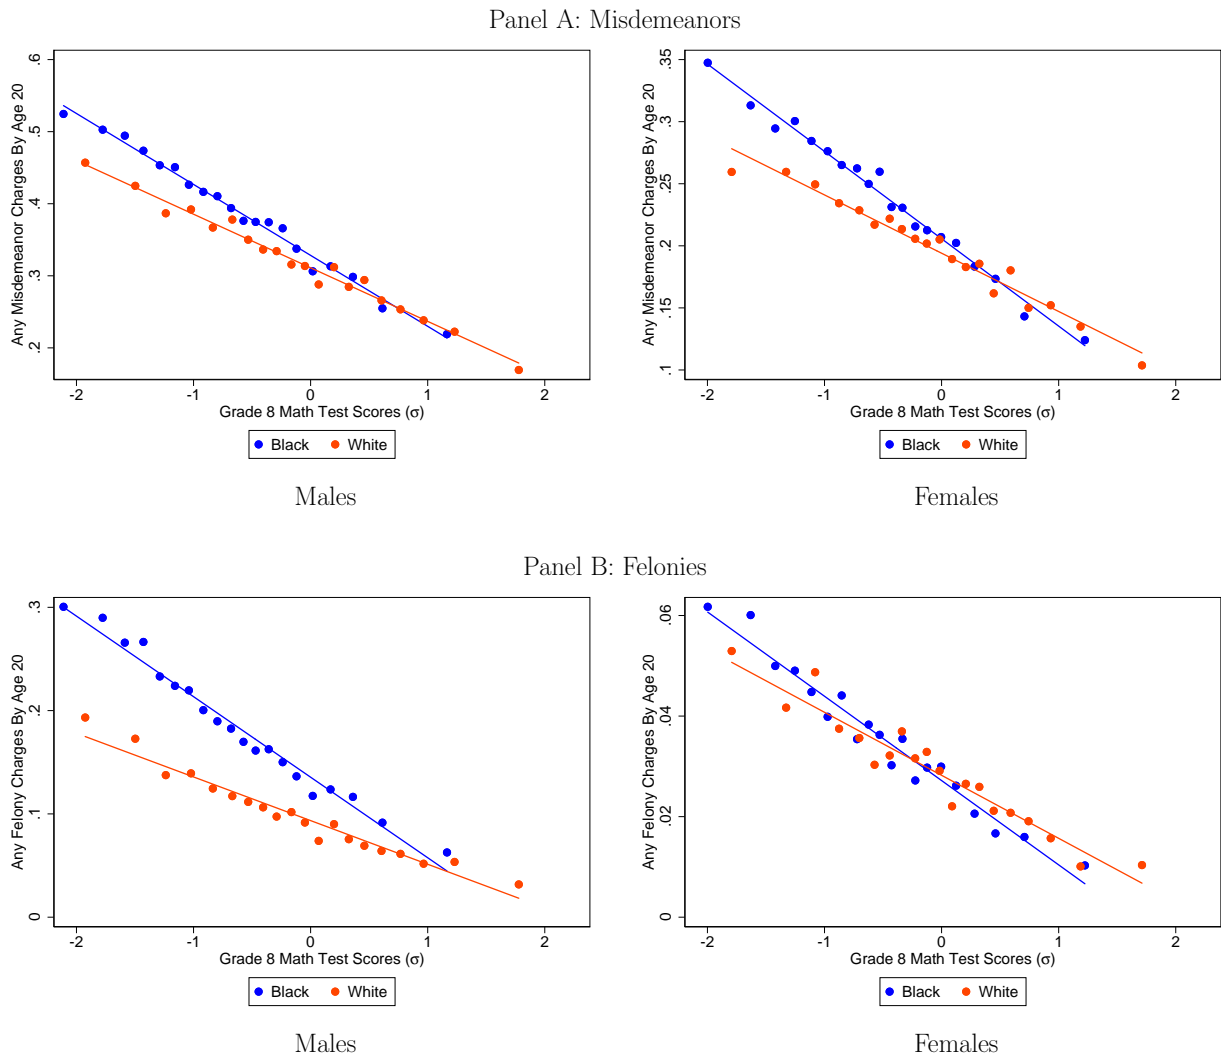 Panel A: Misdemeanors
Any Misdemeanor Charges By Age 20
.6
.5
.4
.3
.2
-2 -1 0 1 2
Grade 8 Math Test Scores (σ)
Black White
Males
Any Misdemeanor Charges By Age 20
.35
.3
.25
.2
.15
.1
-2 -1 0 1 2
Grade 8 Math Test Scores (σ)
Black White
Females
Panel B: Felonies
Any Felony Charges By Age 20
.3
.2
.1
0
-2 -1 0 1 2
Grade 8 Math Test Scores (σ)
Black White
Males
Any Felony Charges By Age 20
.06
.04
.02
0
-2 -1 0 1 2
Grade 8 Math Test Scores (σ)
Black White
Females